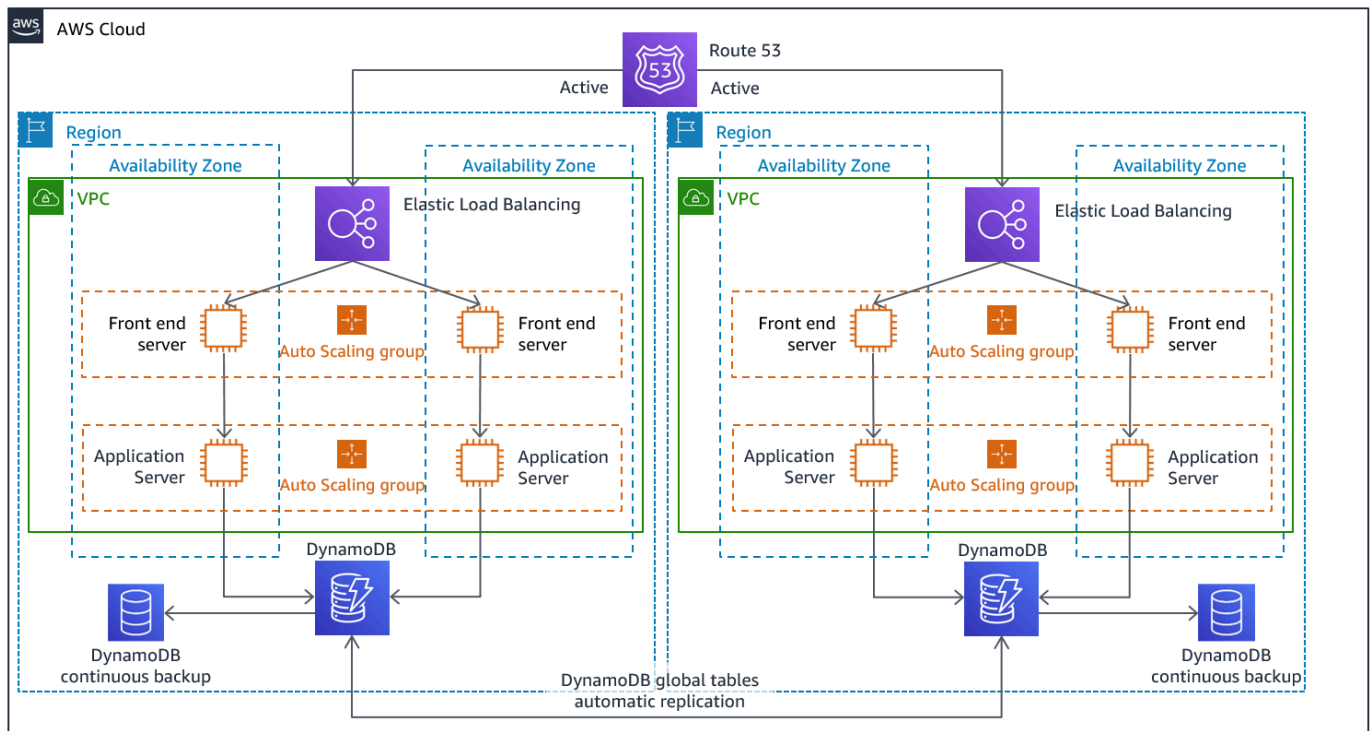 aws
AWS Cloud
Route 53
53
Active
Active
Region
Region
Availability Zone
Availability Zone
Availability Zone
Availability Zone
VPC
Elastic Load Balancing
VPC
Elastic Load Balancing
Front end
server
Auto Scaling group
Front end
server
Front end
server
Auto Scaling group
Front end
server
Application
Server
Auto Scaling group
Application
Server
Application
Server
Auto Scaling group
Application
Server
DynamoDB
DynamoDB
DynamoDB
continuous backup
DynamoDB global tables
automatic replication
DynamoDB
continuous backup